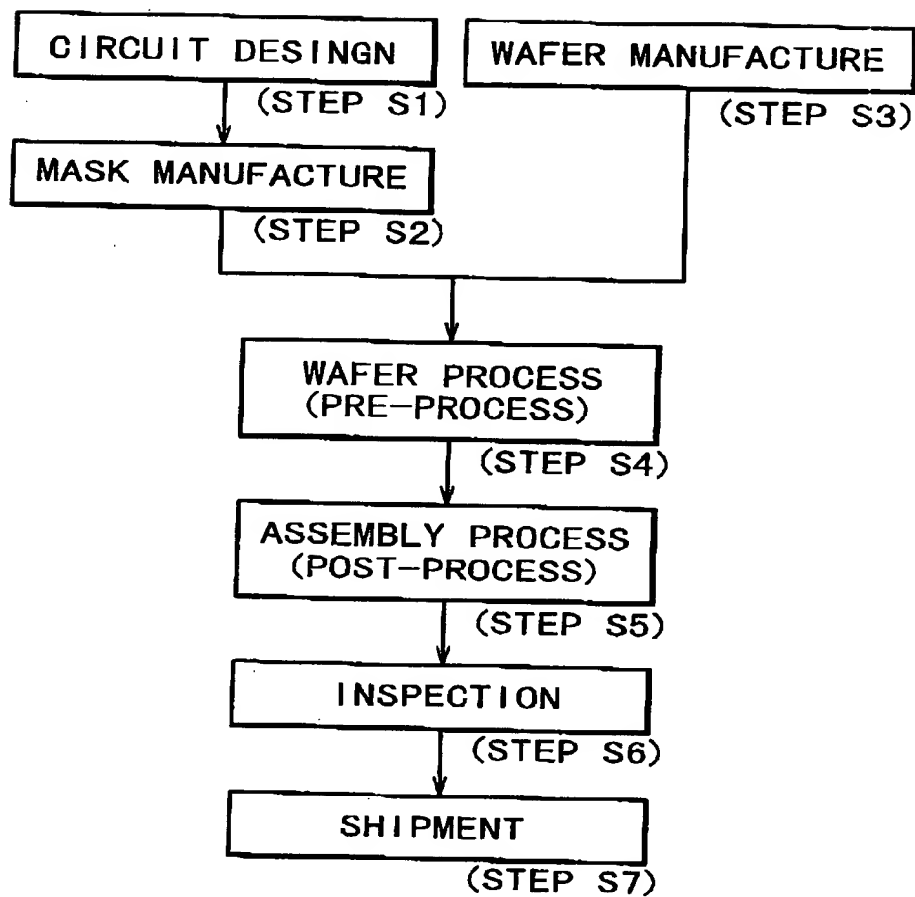 CIRCUIT DESINGN
(STEP S1)
WAFER MANUFACTURE
(STEP S3)
MASK MANUFACTURE
(STEP S2)
WAFER PROCESS
(PRE-PROCESS)
(STEP S4)
ASSEMBLY PROCESS
(POST-PROCESS)
(STEP S5)
INSPECTION
(STEP S6)
SHIPMENT
(STEP S7)